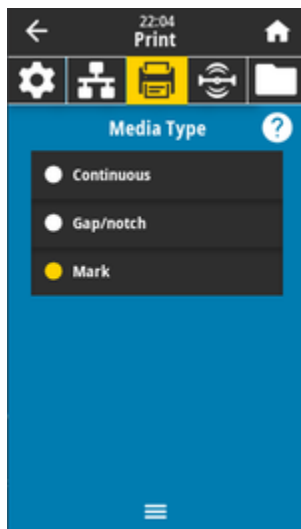 22:04
Print
Media Type
?
Continuous
Gap/notch
Mark